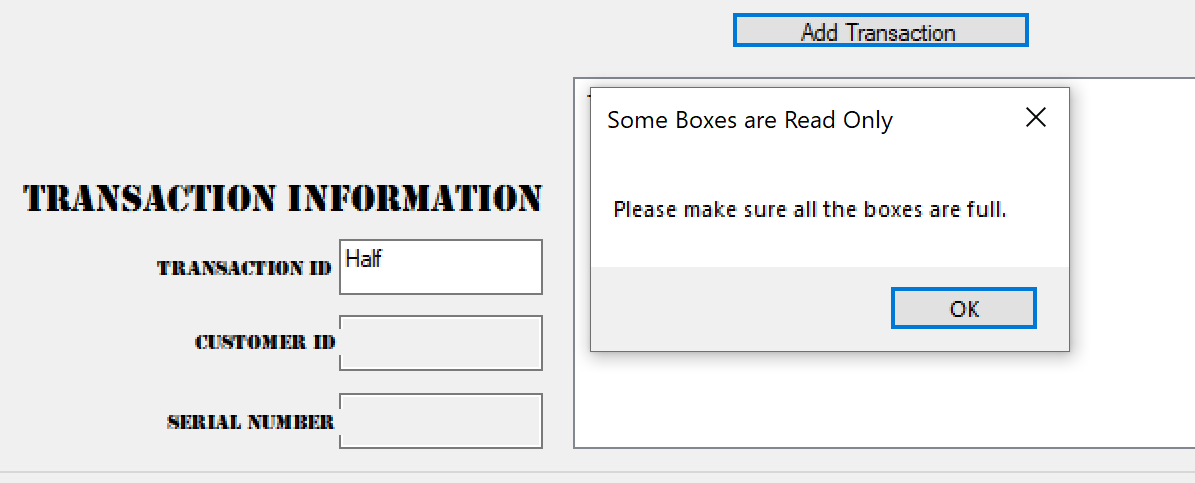 Add Transaction
Some Boxes are Read Only
Please make sure all the boxes are full.
OK
TRANSACTION INFORMATION
TRANSACTION ID
Half
CUSTOMER ID
SERIAL NUMBER